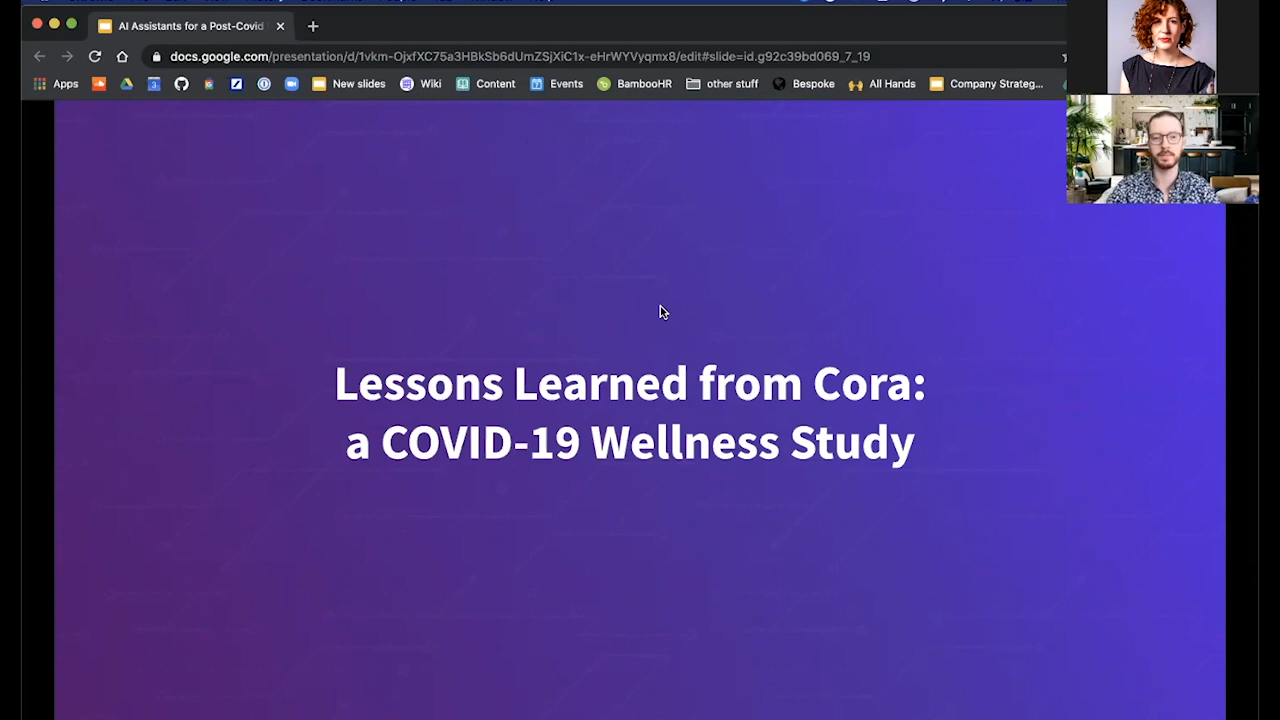 AI Assistants for a Post-Covid
docs.google.com/presentation/d/1vkm-OjxfXC75a3HBkSb6dUmZSjXiC1x-eHrWYVyqmx8/edit#slide=id.g92c39bd069_7_19
Apps New slides Wiki Content Events BambooHR other stuff Bespoke All Hands Company Strateg...
Lessons Learned from Cora:
a COVID-19 Wellness Study